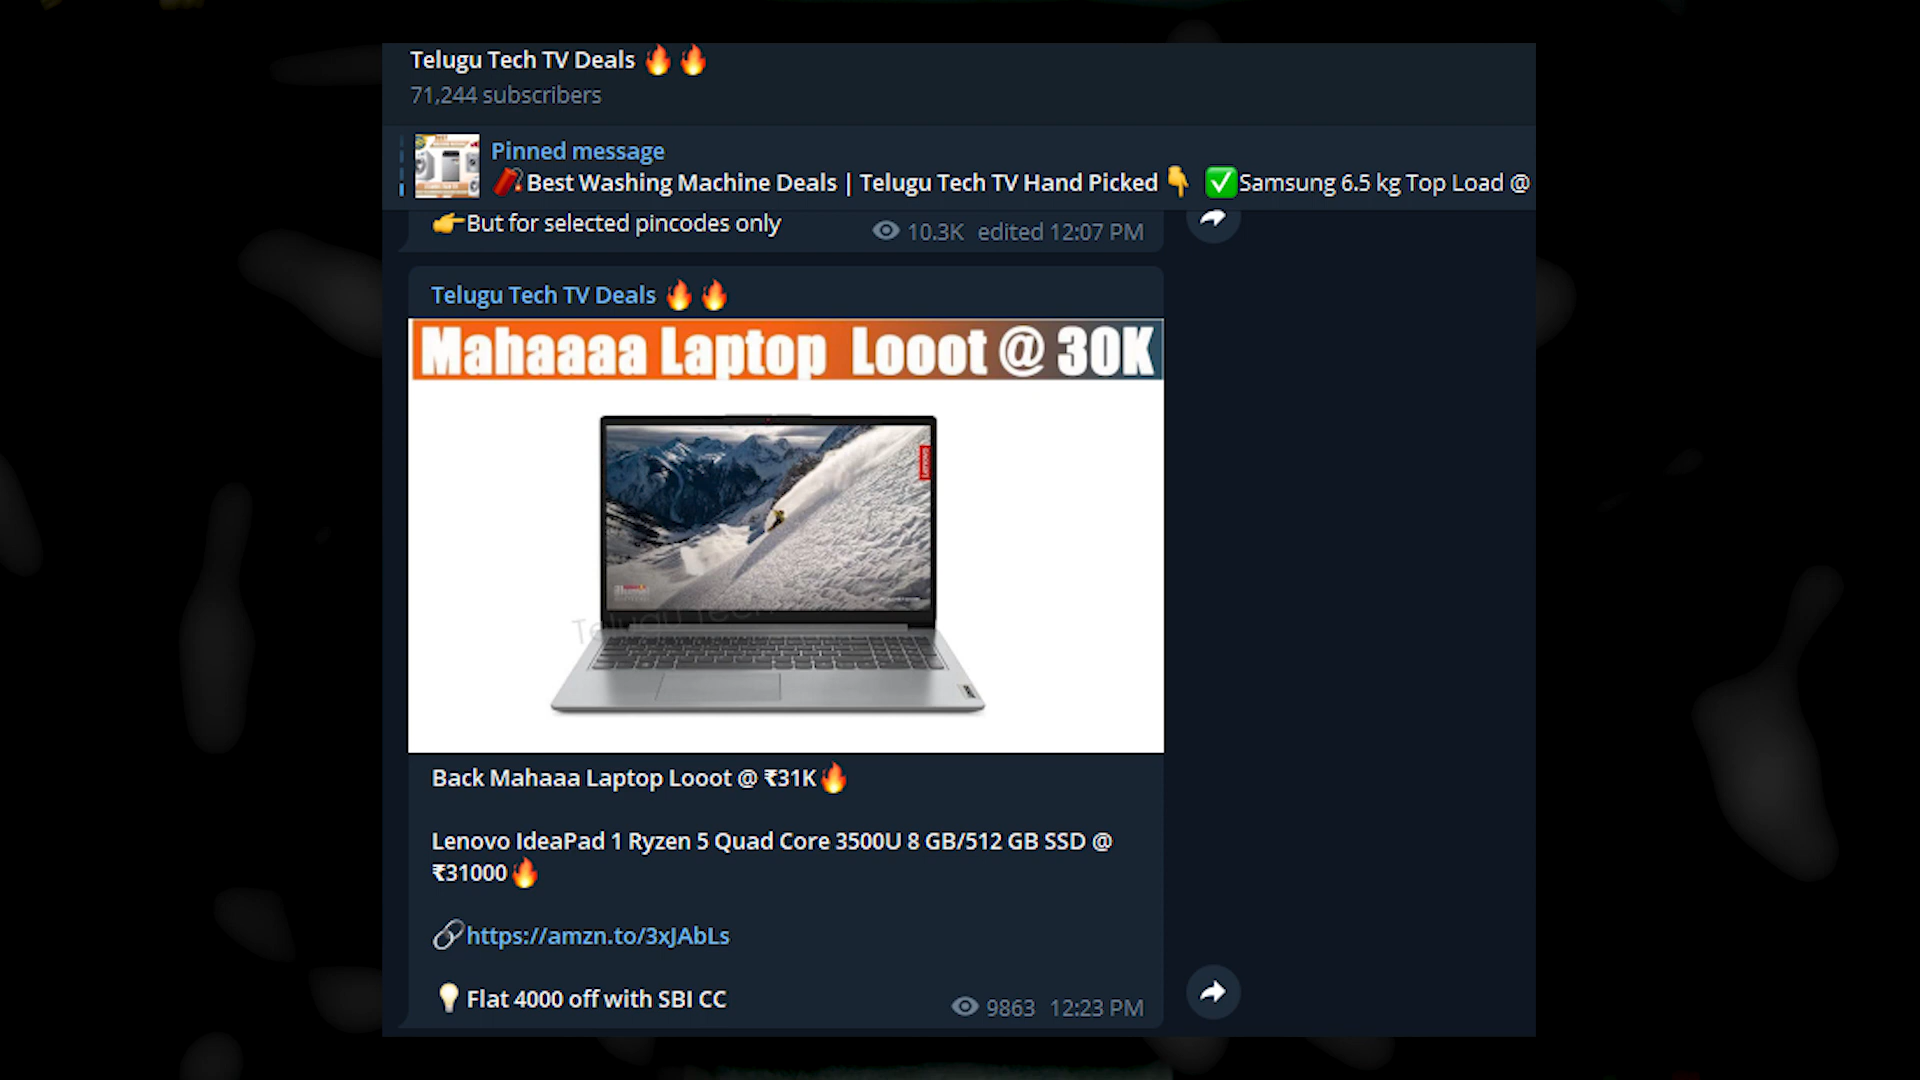 Telugu Tech TV Deals 🔥 🔥
71,244 subscribers
Pinned message
🧨Best Washing Machine Deals | Telugu Tech TV Hand Picked👇 ✅Samsung 6.5 kg Top Load @
👉But for selected pincodes only
10.3K edited 12:07 PM
Telugu Tech TV Deals 🔥 🔥
Mahaaaa Laptop Looot @ 30K
Lenovo
Back Mahaaa Laptop Looot @ ₹31K🔥
Lenovo IdeaPad 1 Ryzen 5 Quad Core 3500U 8 GB/512 GB SSD @
₹31000🔥
🔗https://amzn.to/3xJAbLs
💡Flat 4000 off with SBI CC
9863 12:23 PM